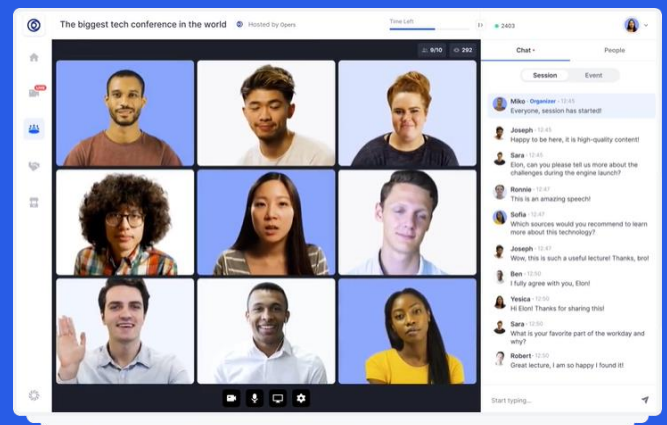 The biggest tech conference in the world
Hosted by Opers
Time Left
2403
9/10
292
LIVE
Chat
People
Session
Event
Miko · Organizer · 12:45
Everyone, session has started!
Joseph · 12:45
Happy to be here, it is high-quality content!
Sara · 12:45
Elon, can you please tell us more about the
challenges during the engine launch?
Ronnie · 12:47
This is an amazing speech!
Sofia · 12:47
Which sources would you recommend to learn
more about this technology?
Joseph · 12:47
Wow, this is such a useful lecture! Thanks, bro!
Ben · 12:50
I fully agree with you, Elon!
Yesica · 12:50
Hi Elon! Thanks for sharing this!
Sara · 12:50
What is your favorite part of the workday and
why?
Robert · 12:50
Great lecture, I am so happy I found it!
Start typing...